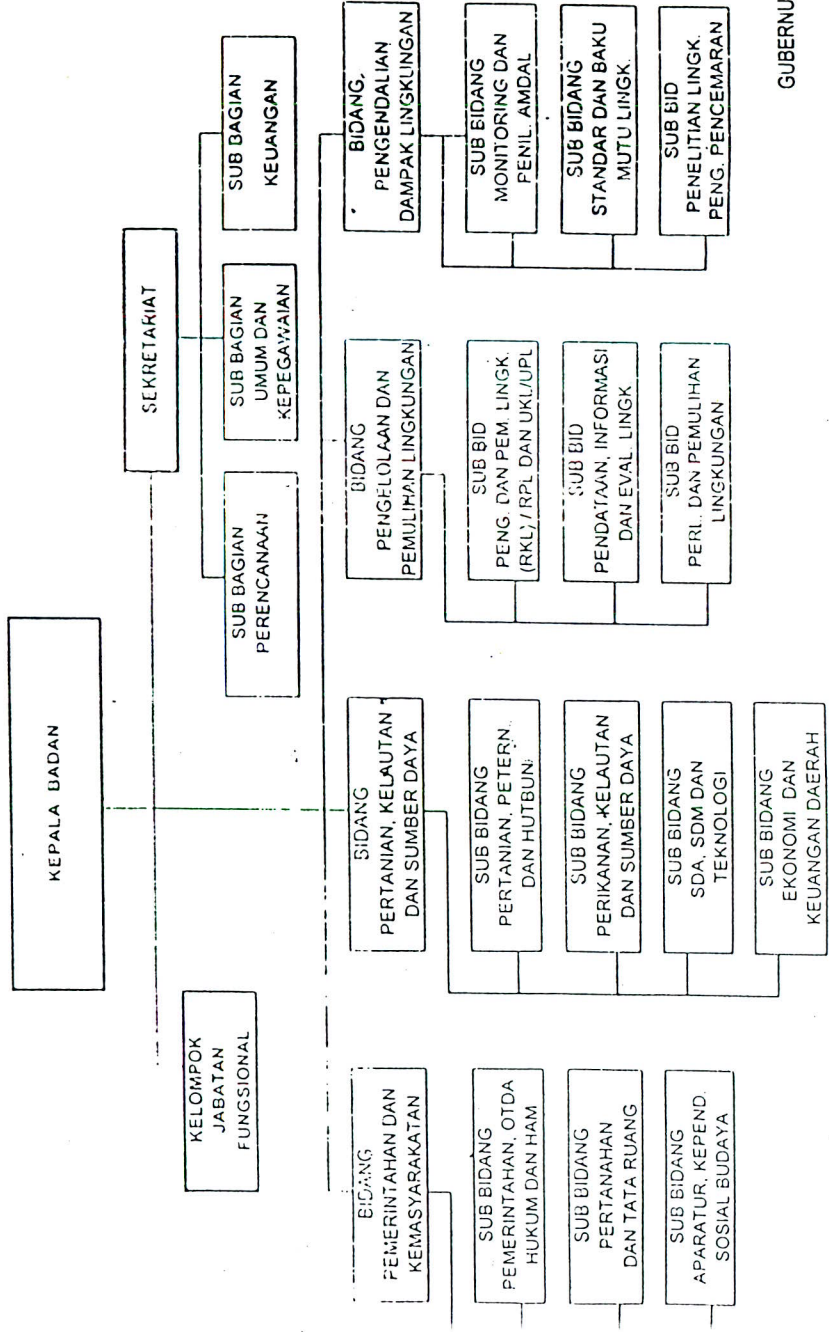 KEPALA BADAN
KELOMPOK
JABATAN
FUNGSIONAL
SEKRETARIAT
SUB BAGIAN
PERENCANAAN
SUB BAGIAN
UMUM DAN
KEPEGAWAIAN
SUB BAGIAN
KEUANGAN
BIDANG
PEMERINTAHAN DAN
KEMASYARAKATAN
SUB BIDANG
PEMERINTAHAN, OTDA
HUKUM DAN HAM
SUB BIDANG
PERTANAHAN
DAN TATA RUANG
SUB BIDANG
APARATUR, KEPEND.
SOSIAL BUDAYA
BIDANG
PERTANIAN, KELAUTAN
DAN SUMBER DAYA
SUB BIDANG
PERTANIAN, PETERN.
DAN HUTBUN
SUB BIDANG
PERIKANAN, KELAUTAN
DAN SUMBER DAYA
SUB BIDANG
SDA, SDM DAN
TEKNOLOGI
SUB BIDANG
EKONOMI DAN
KEUANGAN DAERAH
BIDANG
PENGELOLAAN DAN
PEMULIHAN LINGKUNGAN
SUB BID
PENG. DAN PEM. LINGK.
(RKL) / RPL DAN UKL/UPL
SUB BID
PENDATAAN, INFORMASI
DAN EVAL. LINGK
SUB BID
PERL. DAN PEMULIHAN
LINGKUNGAN
BIDANG,
PENGENDALIAN
DAMPAK LINGKUNGAN
SUB BIDANG
MONITORING DAN
PENIL. AMDAL
SUB BIDANG
STANDAR DAN BAKU
MUTU LINGK.
SUB BID
PENELITIAN LINGK.
PENG. PENCEMARAN
GUBERNU